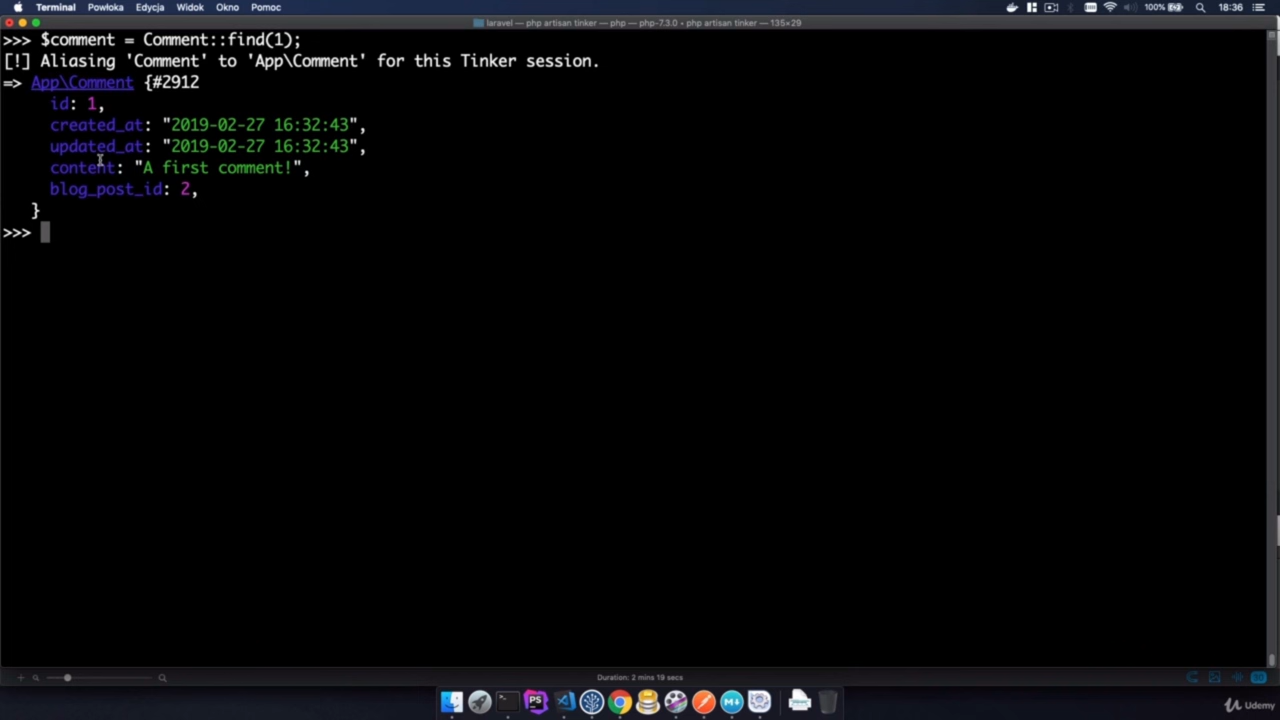 Terminal Powłoka Edycja Widok Okno Pomoc 100% 18:36
laravel — php artisan tinker — php — php-7.3.0 • php artisan tinker — 135×29
>>> $comment = Comment::find(1);
[!] Aliasing 'Comment' to 'App\Comment' for this Tinker session.
=> App\Comment {#2912
id: 1,
created_at: "2019-02-27 16:32:43",
updated_at: "2019-02-27 16:32:43",
content: "A first comment!",
blog_post_id: 2,
}
>>>
Duration: 2 mins 19 secs
PS
M↓
Udemy